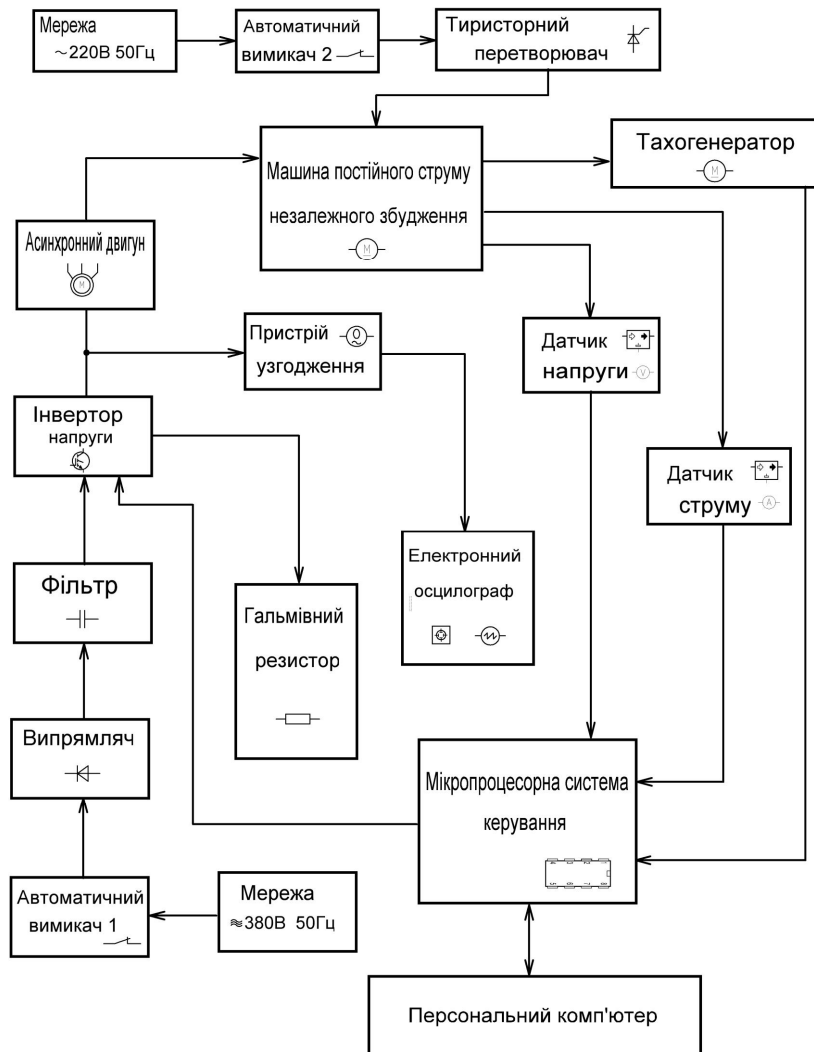 Мережа
~220В 50Гц
Автоматичний
вимикач 2
Тиристорний
перетворювач
Машина постійного струму
незалежного збудження
M
Тахогенератор
M
Асинхронний двигун
M
Пристрій
узгодження
Датчик
напруги
V
Інвертор
напруги
Датчик
струму
A
Електронний
осцилограф
Фільтр
Гальмівний
резистор
Випрямляч
Мікропроцесорна система
керування
Автоматичний
вимикач 1
Мережа
≈380В 50Гц
Персональний комп'ютер